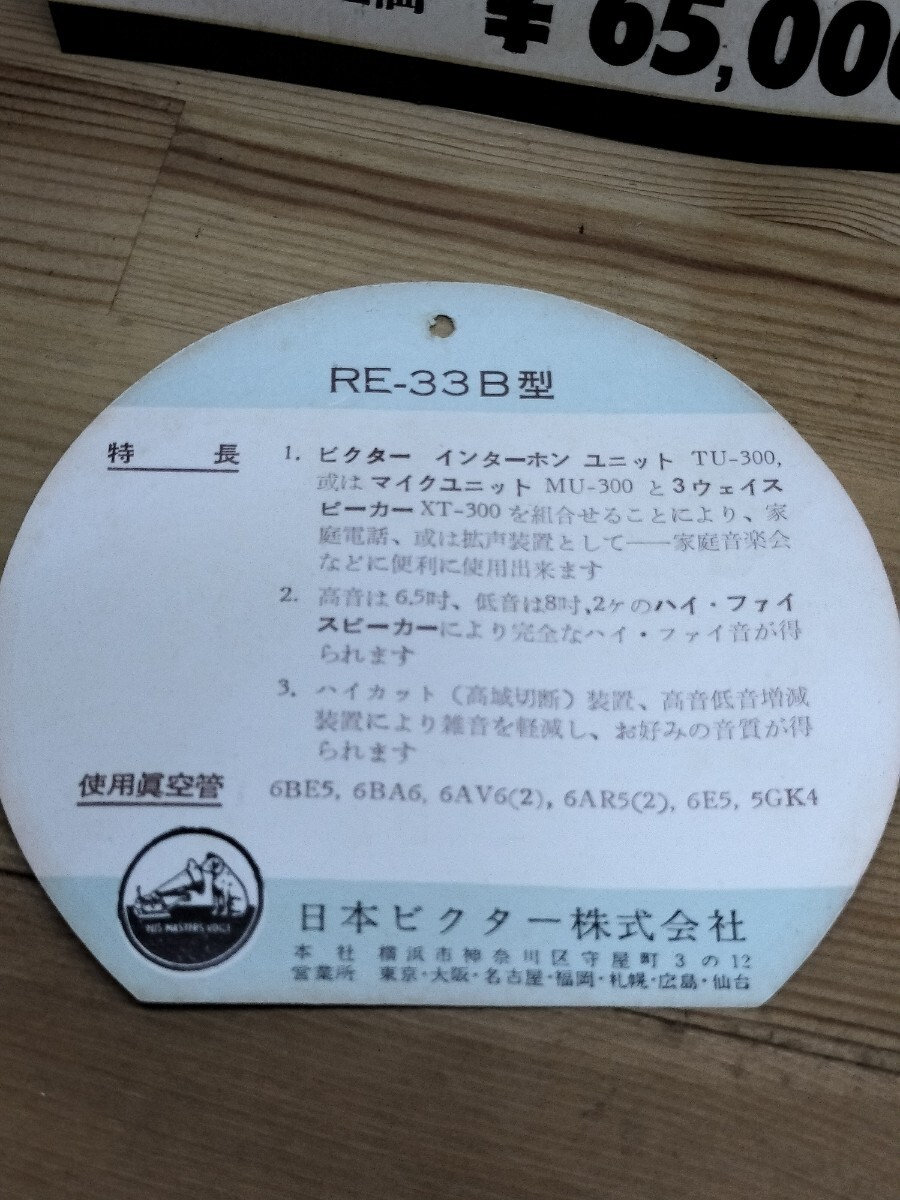 価 ¥65,000
RE-33B型
特長
1. ビクター インターホン ユニット TU-300,
或は マイクユニット MU-300 と 3ウェイス
ピーカー XT-300 を組合せることにより、家
庭電話、或は拡声装置として――家庭音楽会
などに便利に使用出来ます
2. 高音は6.5吋、低音は8吋、2ケのハイ・ファイ
スピーカーにより完全なハイ・ファイ音が得
られます
3. ハイカット(高域切断)装置、高音低音増減
装置により雑音を軽減し、お好みの音質が得
られます
使用眞空管 6BE5, 6BA6, 6AV6(2), 6AR5(2), 6E5, 5GK4
HIS MASTERS VOICE
日本ビクター株式会社
本社 横浜市神奈川区守屋町3の12
営業所 東京・大阪・名古屋・福岡・札幌・広島・仙台